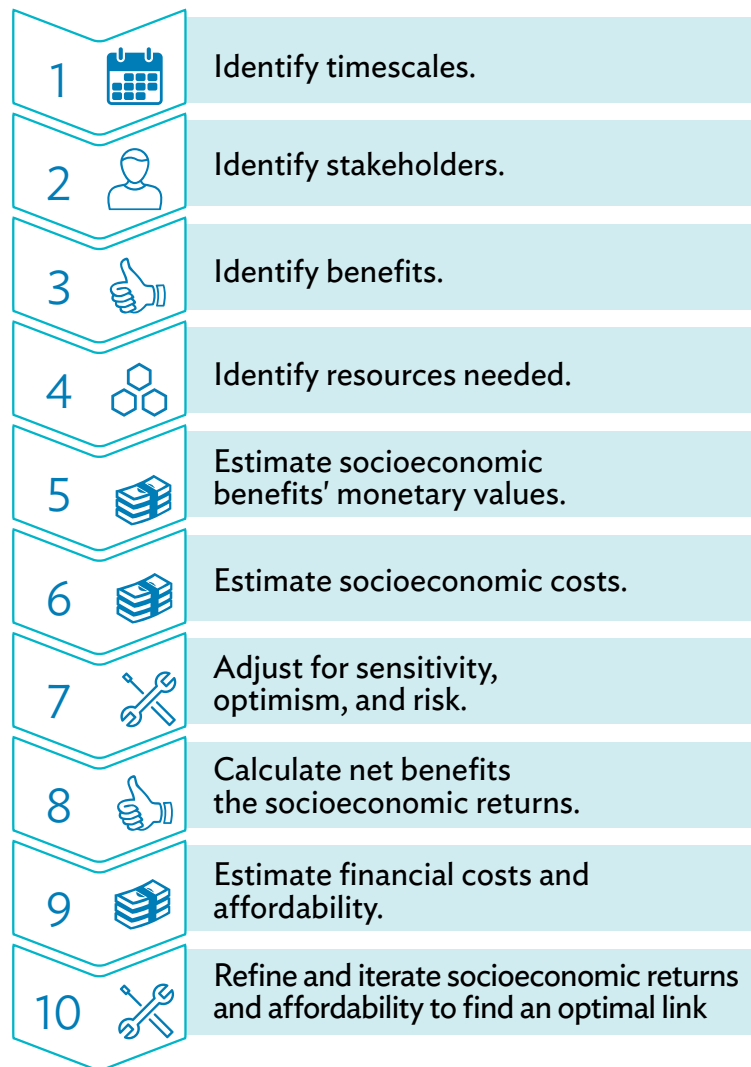 1
Identify timescales.
2
Identify stakeholders.
3
Identify benefits.
4
Identify resources needed.
5
Estimate socioeconomic
benefits' monetary values.
6
Estimate socioeconomic costs.
7
Adjust for sensitivity,
optimism, and risk.
8
Calculate net benefits
the socioeconomic returns.
9
Estimate financial costs and
affordability.
10
Refine and iterate socioeconomic returns
and affordability to find an optimal link